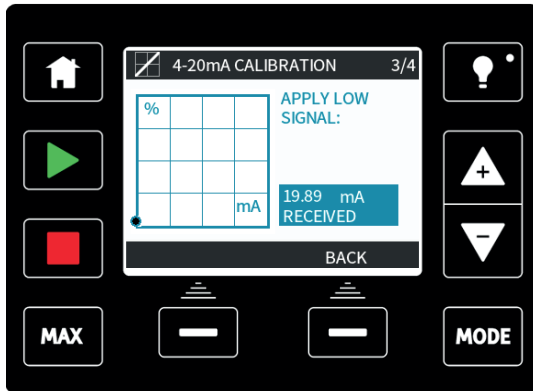 4-20mA CALIBRATION 3/4
%
mA
APPLY LOW
SIGNAL:
19.89 mA
RECEIVED
BACK
+
-
MAX
MODE